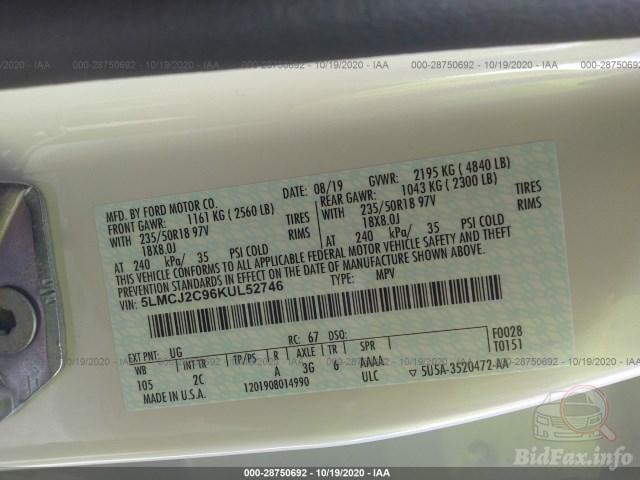 000-28750692 - 10/19/2020 - IAA
MFD. BY FORD MOTOR CO. DATE: 08/19 GVWR: 2195 KG ( 4840 LB)
FRONT GAWR: 1161 KG ( 2560 LB) REAR GAWR: 1043 KG ( 2300 LB)
WITH 235/50R18 97V TIRES WITH 235/50R18 97V TIRES
18X8.0J RIMS 18X8.0J RIMS
AT 240 kPa/ 35 PSI COLD AT 240 kPa/ 35 PSI COLD
THIS VEHICLE CONFORMS TO ALL APPLICABLE FEDERAL MOTOR VEHICLE SAFETY AND THEFT
PREVENTION STANDARDS IN EFFECT ON THE DATE OF MANUFACTURE SHOWN ABOVE.
VIN: 5LMCJ2C96KUL52746 TYPE: MPV
EXT PNT: UG RC: 67 DSO: F0028
WB INT TR TP/PS R AXLE TR SPR T0151
105 2C A 3G 6 AAAA
MADE IN U.S.A. 1201908014990 ULC ▽ 5U5A-3520472-AA
BidFax.info
000-28750692 - 10/19/2020 - IAA